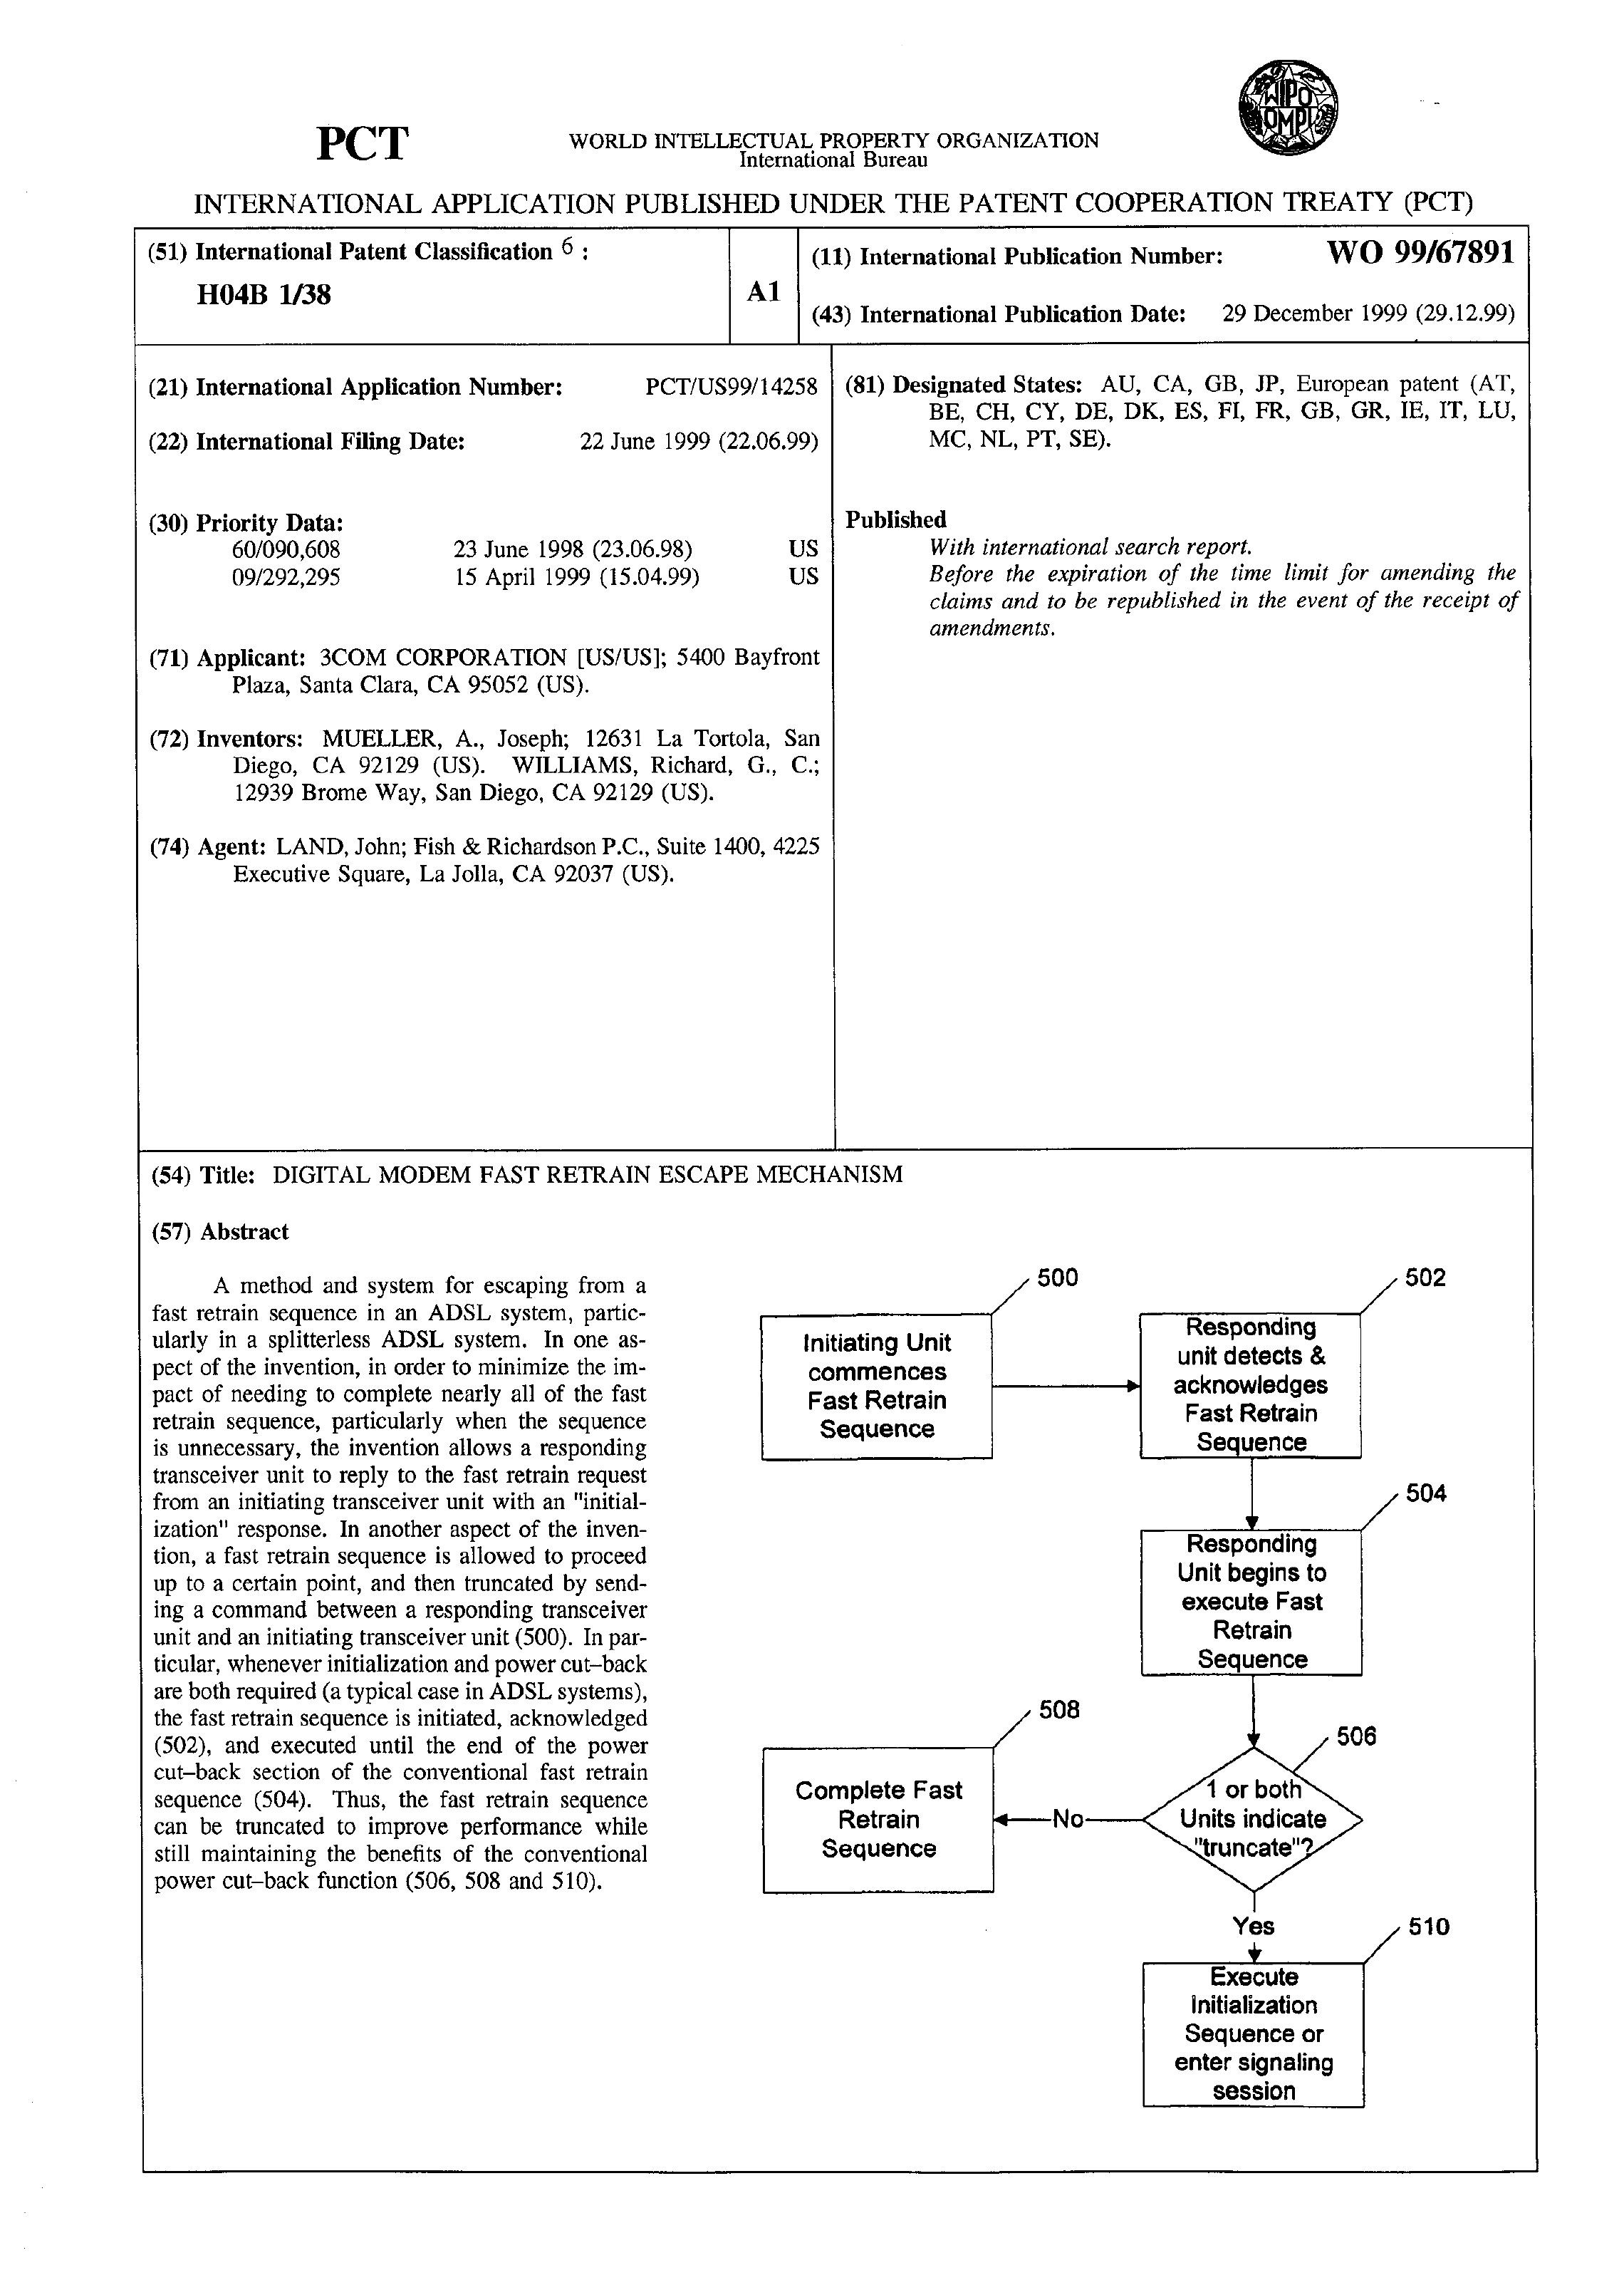 WIPO
OMPI
PCT
WORLD INTELLECTUAL PROPERTY ORGANIZATION
International Bureau
INTERNATIONAL APPLICATION PUBLISHED UNDER THE PATENT COOPERATION TREATY (PCT)
(51) International Patent Classification 6 :
H04B 1/38
A1
(11) International Publication Number: WO 99/67891
(43) International Publication Date: 29 December 1999 (29.12.99)
(21) International Application Number: PCT/US99/14258
(22) International Filing Date: 22 June 1999 (22.06.99)
(30) Priority Data:
60/090,608 23 June 1998 (23.06.98) US
09/292,295 15 April 1999 (15.04.99) US
(71) Applicant: 3COM CORPORATION [US/US]; 5400 Bayfront
Plaza, Santa Clara, CA 95052 (US).
(72) Inventors: MUELLER, A., Joseph; 12631 La Tortola, San
Diego, CA 92129 (US). WILLIAMS, Richard, G., C.;
12939 Brome Way, San Diego, CA 92129 (US).
(74) Agent: LAND, John; Fish & Richardson P.C., Suite 1400, 4225
Executive Square, La Jolla, CA 92037 (US).
(81) Designated States: AU, CA, GB, JP, European patent (AT,
BE, CH, CY, DE, DK, ES, FI, FR, GB, GR, IE, IT, LU,
MC, NL, PT, SE).
Published
With international search report.
Before the expiration of the time limit for amending the
claims and to be republished in the event of the receipt of
amendments.
(54) Title: DIGITAL MODEM FAST RETRAIN ESCAPE MECHANISM
(57) Abstract
A method and system for escaping from a
fast retrain sequence in an ADSL system, partic-
ularly in a splitterless ADSL system. In one as-
pect of the invention, in order to minimize the im-
pact of needing to complete nearly all of the fast
retrain sequence, particularly when the sequence
is unnecessary, the invention allows a responding
transceiver unit to reply to the fast retrain request
from an initiating transceiver unit with an "initial-
ization" response. In another aspect of the inven-
tion, a fast retrain sequence is allowed to proceed
up to a certain point, and then truncated by send-
ing a command between a responding transceiver
unit and an initiating transceiver unit (500). In par-
ticular, whenever initialization and power cut–back
are both required (a typical case in ADSL systems),
the fast retrain sequence is initiated, acknowledged
(502), and executed until the end of the power
cut–back section of the conventional fast retrain
sequence (504). Thus, the fast retrain sequence
can be truncated to improve performance while
still maintaining the benefits of the conventional
power cut–back function (506, 508 and 510).
500
Initiating Unit
commences
Fast Retrain
Sequence
502
Responding
unit detects &
acknowledges
Fast Retrain
Sequence
504
Responding
Unit begins to
execute Fast
Retrain
Sequence
506
1 or both
Units indicate
"truncate"?
No
508
Complete Fast
Retrain
Sequence
Yes
510
Execute
Initialization
Sequence or
enter signaling
session